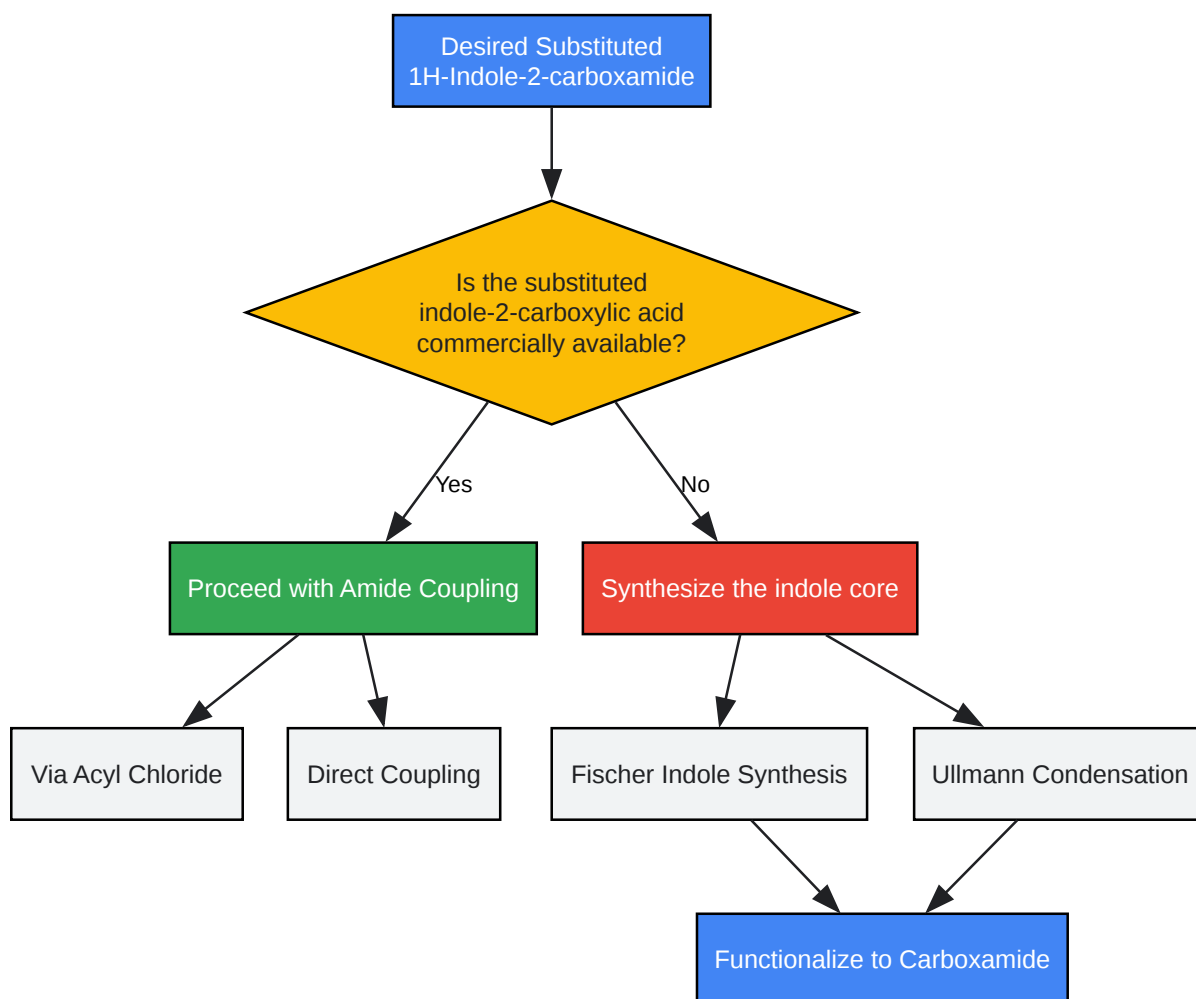 Desired Substituted
1H-Indole-2-carboxamide
Is the substituted
indole-2-carboxylic acid
commercially available?
Yes
No
Proceed with Amide Coupling
Synthesize the indole core
Via Acyl Chloride
Direct Coupling
Fischer Indole Synthesis
Ullmann Condensation
Functionalize to Carboxamide